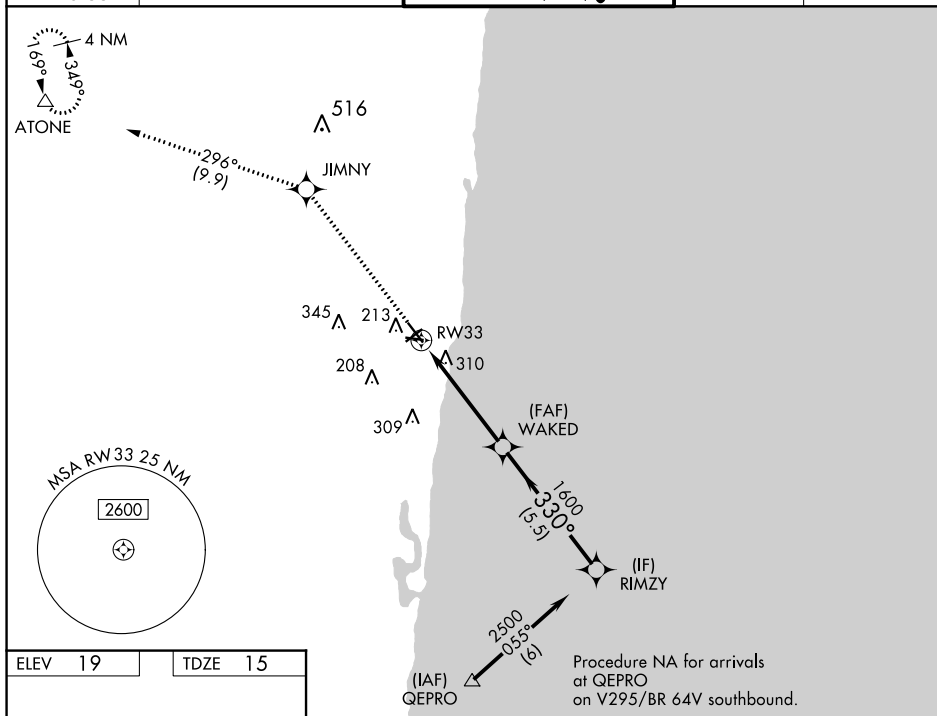 4 NM
169°
349°
ATONE
516
296°
(9.9)
JIMNY
345
213
RW33
310
208
309
(FAF)
WAKED
MSA RW33 25 NM
2600
1600
330°
(5.5)
(IF)
RIMZY
2500
055°
(6)
(IAF)
QEPRO
Procedure NA for arrivals
at QEPRO
on V295/BR 64V southbound.
ELEV 19
TDZE 15